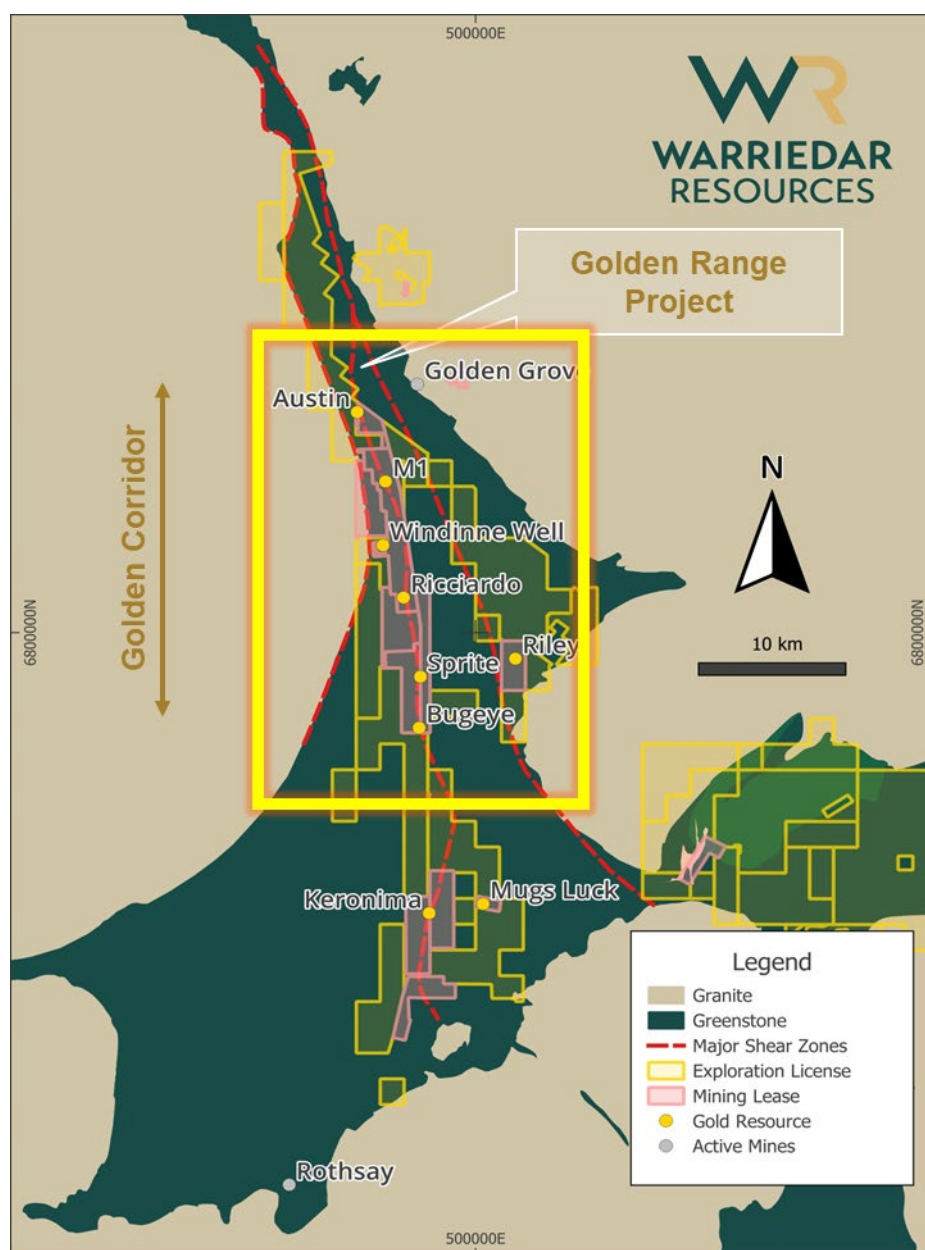 500000E
WR
WARRIEDAR
RESOURCES
Golden Range
Project
Golden Grove
Austin
Golden Corridor
M1
N
Windinne Well
Ricciardo
6800000N
6800000N
10 km
Riley
Sprite
Bugeye
Keronima
Mugs Luck
Legend
Granite
Greenstone
Major Shear Zones
Exploration License
Mining Lease
Gold Resource
Active Mines
Rothsay
500000E